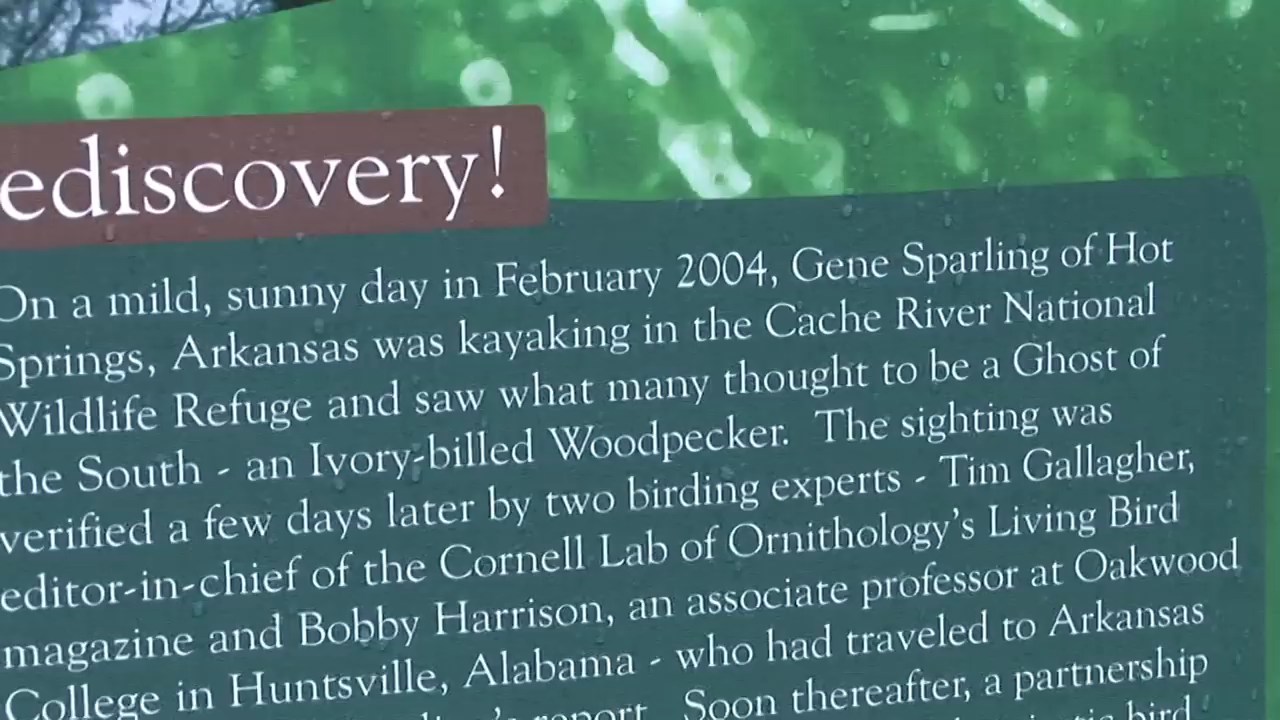 ediscovery!
On a mild, sunny day in February 2004, Gene Sparling of Hot
Springs, Arkansas was kayaking in the Cache River National
Wildlife Refuge and saw what many thought to be a Ghost of
the South - an Ivory-billed Woodpecker. The sighting was
verified a few days later by two birding experts - Tim Gallagher,
editor-in-chief of the Cornell Lab of Ornithology's Living Bird
magazine and Bobby Harrison, an associate professor at Oakwood
College in Huntsville, Alabama - who had traveled to Arkansas
report. Soon thereafter, a partnership
bird